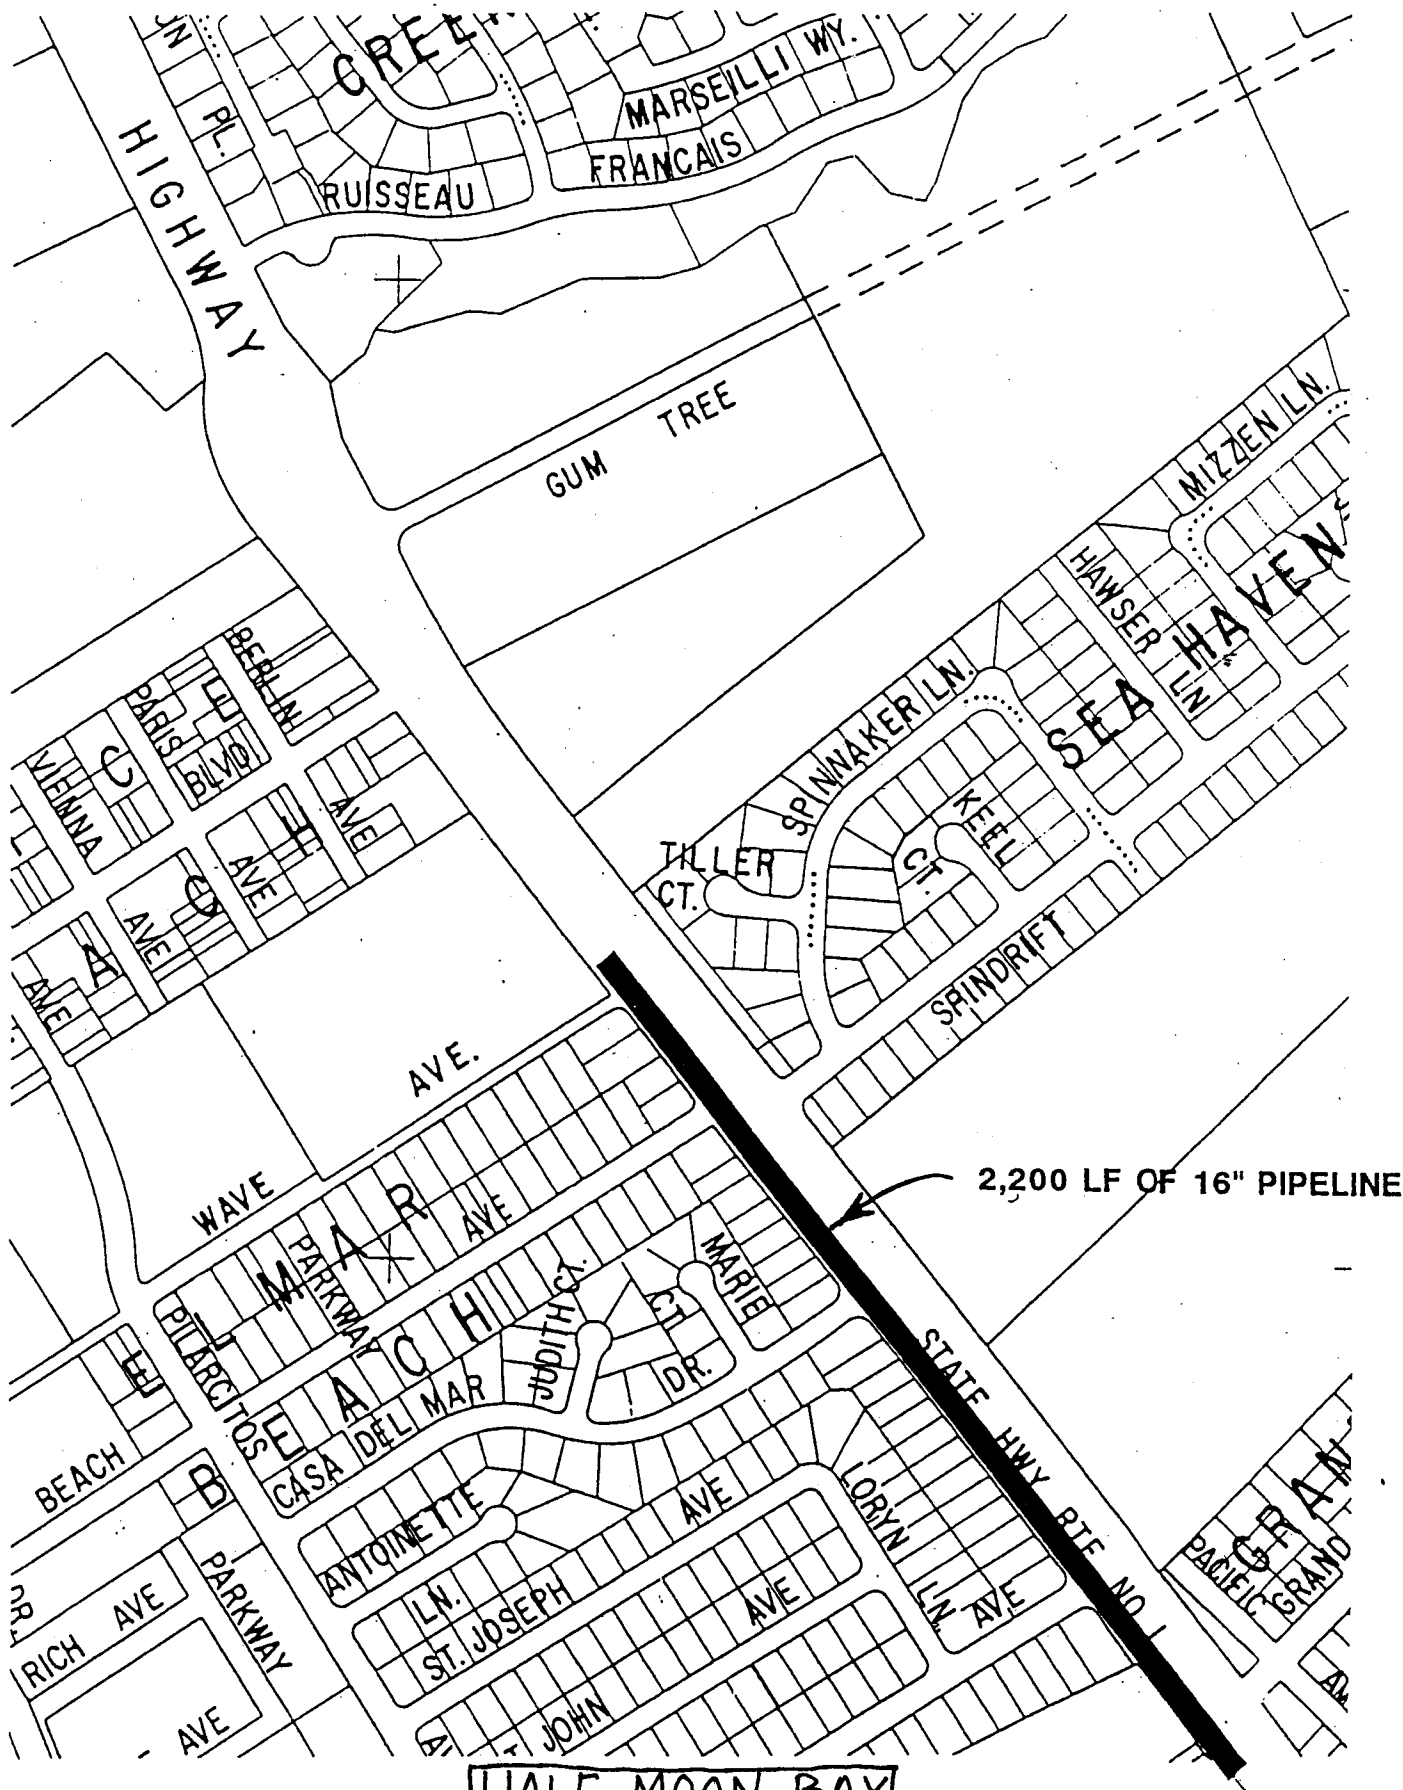 PL.
MARSEILLI WY.
FRANCAIS
RUISSEAU
HIGHWAY
GUM TREE
MIZZEN LN.
HAWSER LN
SEA HAVEN
SPINNAKER LN.
KEEL CT.
TILLER CT.
SPINDRIFT
BERLIN AVE
PARIS AVE
VIENNA AVE
BLVD
AVE
WAVE AVE.
2,200 LF OF 16" PIPELINE
PARKWAY
AVE
EL MAR BEACH
PILARCITOS
PARKWAY
JUDITH CT.
MARIE CT.
CASA DEL MAR DR.
BEACH
ANTOINETTE LN.
ST. JOSEPH AVE
LORYN LN.
JOHN AVE
AVE
STATE HWY RTE NO 1
PACIFIC
GRAND
RICH AVE
DR.
AVE
HALF MOON BAY